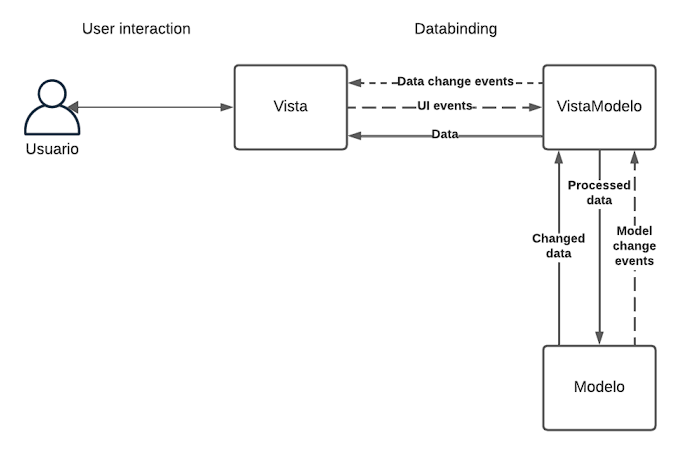 User interaction
Databinding
Data change events
Vista
UI events
VistaModelo
Data
Usuario
Processed
data
Changed
data
Model
change
events
Modelo